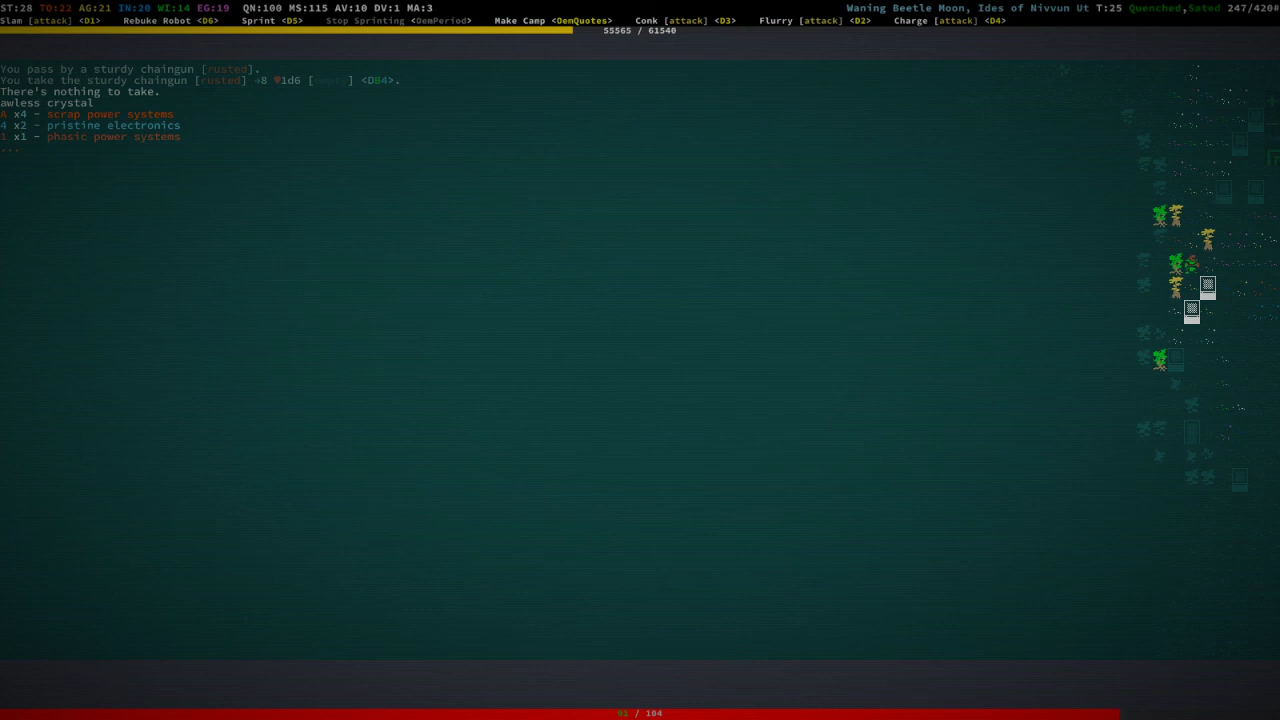 ST:28 TO:22 AG:21 IN:20 WI:14 EG:19 QN:100 MS:115 AV:10 DV:1 MA:3 Waning Beetle Moon, Ides of Nivvun Ut T:25 Quenched,Sated 247/420#
Slam [attack] <D1> Rebuke Robot <D6> Sprint <D5> Stop Sprinting <OemPeriod> Make Camp <OemQuotes> Conk [attack] <D3> Flurry [attack] <D2> Charge [attack] <D4>
55565 / 61540
You pass by a sturdy chaingun [rusted].
You take the sturdy chaingun [rusted] →8 ♥1d6 [empty] <DB4>.
There's nothing to take.
awless crystal
A x4 - scrap power systems
4 x2 - pristine electronics
1 x1 - phasic power systems
...
91 / 104